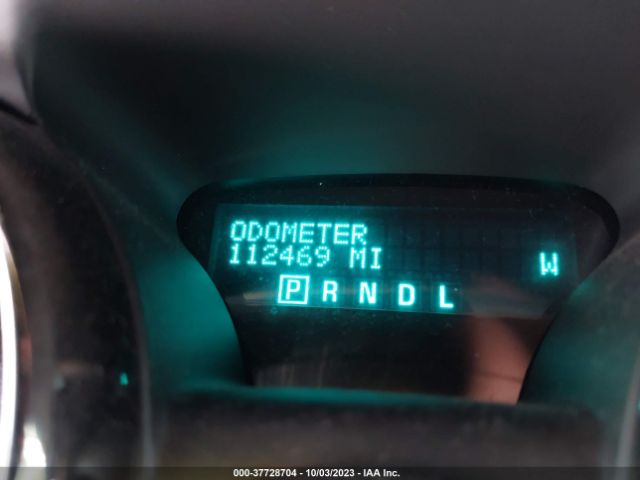 ODOMETER
112469 MI
W
P R N D L
000-37728704 - 10/03/2023 - IAA Inc.